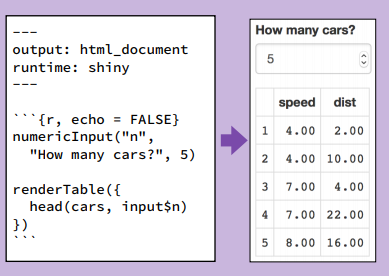 ---
output: html_document
runtime: shiny
---
```{r, echo = FALSE}
numericInput("n",
  "How many cars?", 5)
renderTable({
  head(cars, input$n)
})
```
How many cars?
5
speed dist
1 4.00 2.00
2 4.00 10.00
3 7.00 4.00
4 7.00 22.00
5 8.00 16.00